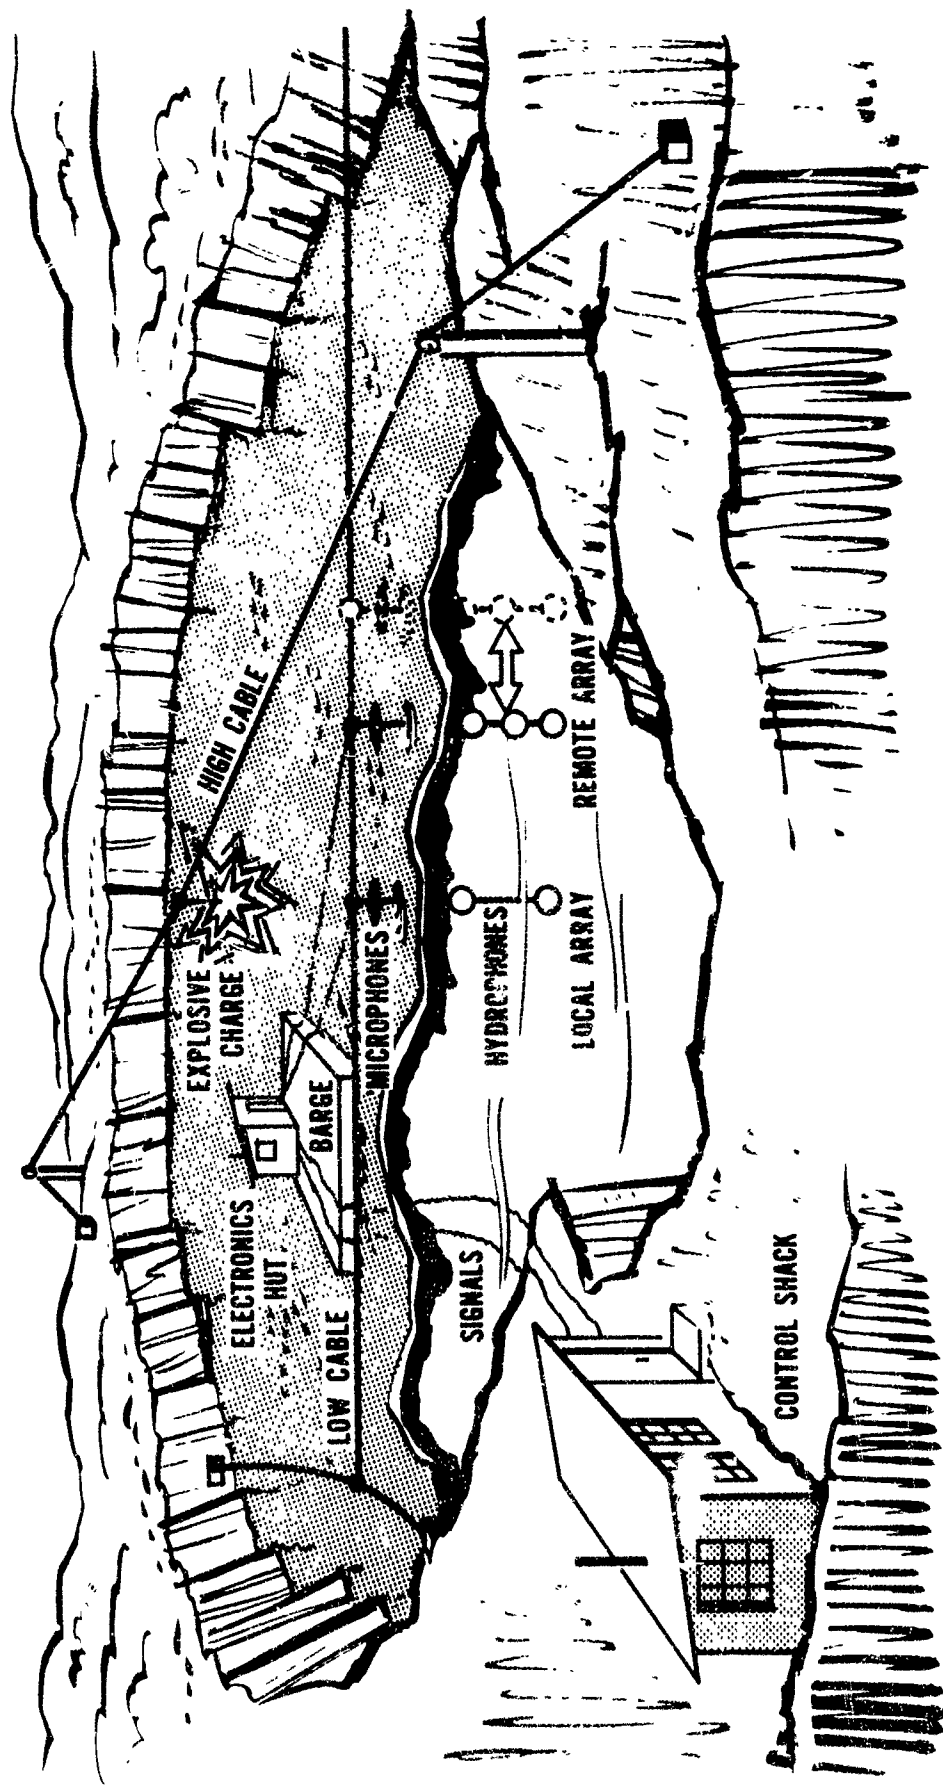 HIGH CABLE
EXPLOSIVE
CHARGE
ELECTRONICS
HUT
BARGE
LOW CABLE
MICROPHONES
SIGNALS
HYDROPHONES
LOCAL ARRAY
REMOTE ARRAY
CONTROL SHACK